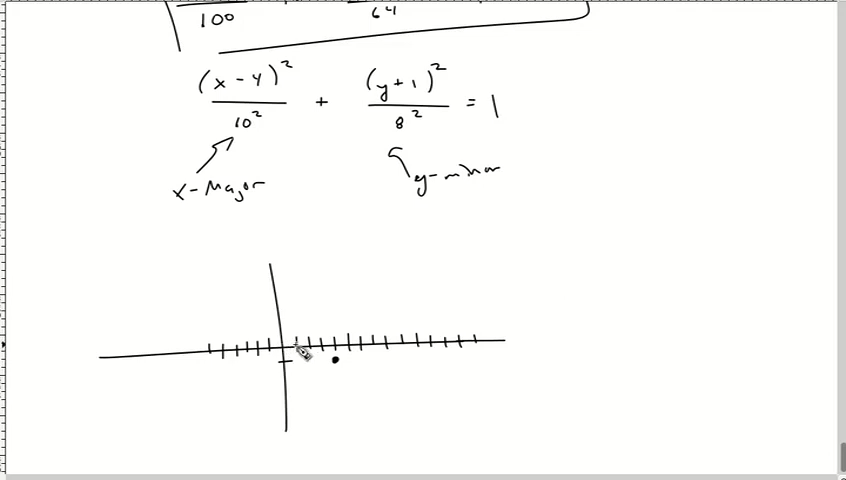 100 64
(x - 4)² / 10² + (y + 1)² / 8² = 1
x-Major y-minor